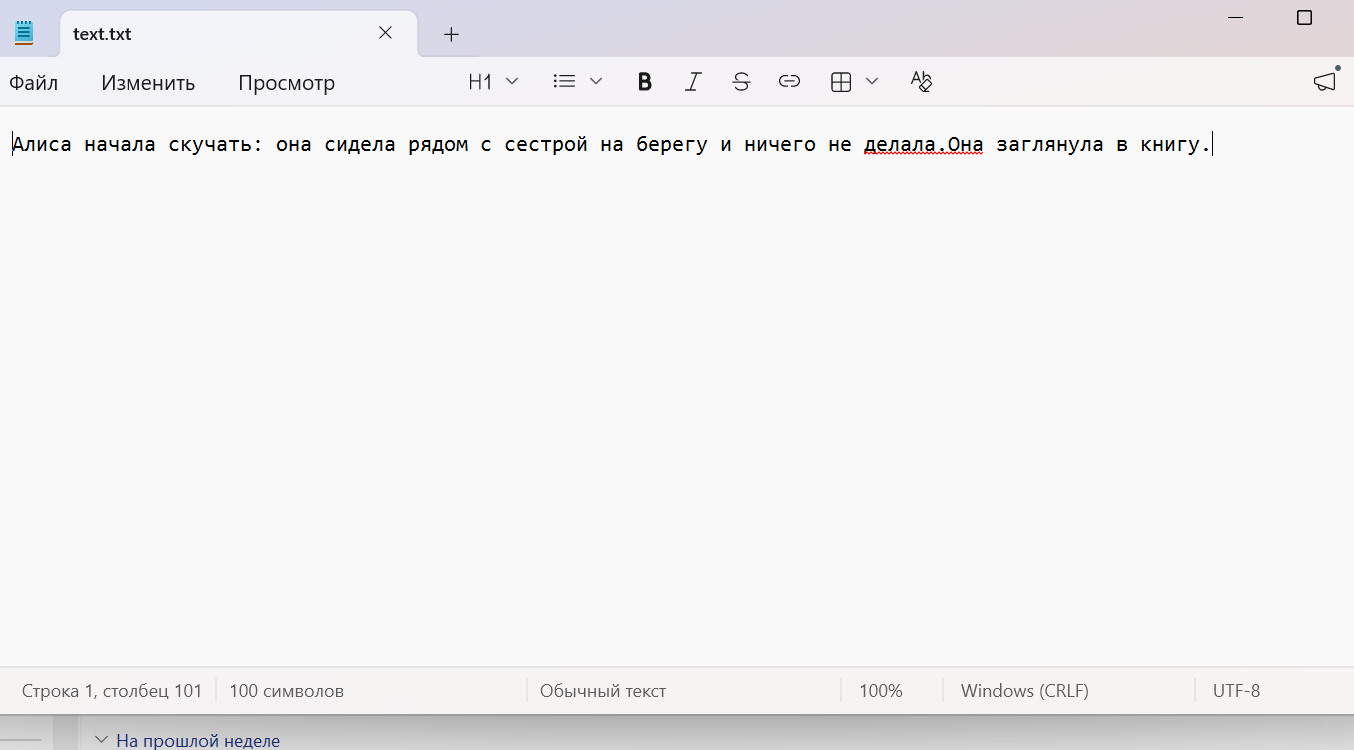 text.txt
Файл Изменить Просмотр H1 B I S
Алиса начала скучать: она сидела рядом с сестрой на берегу и ничего не делала.Она заглянула в книгу.
Строка 1, столбец 101 100 символов Обычный текст 100% Windows (CRLF) UTF-8
На прошлой неделе